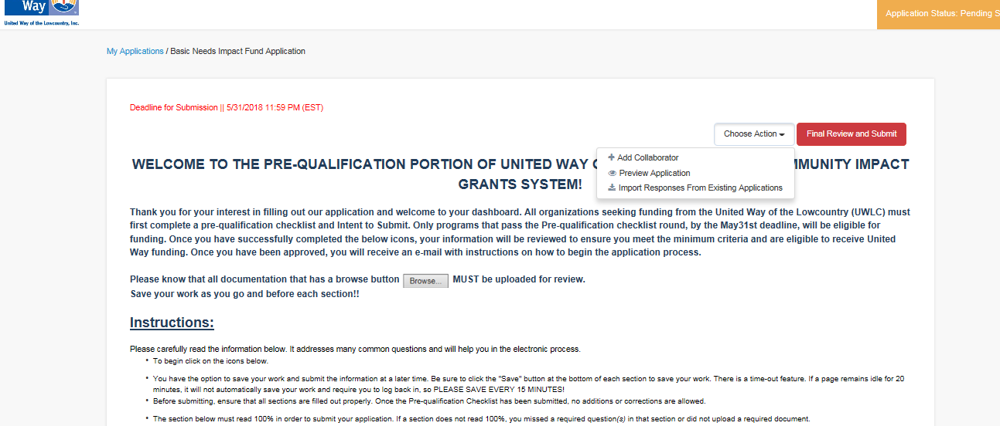 Way
United Way of the Lowcountry, Inc.
Application Status: Pending S
My Applications / Basic Needs Impact Fund Application
Deadline for Submission || 5/31/2018 11:59 PM (EST)
Choose Action
Final Review and Submit
Add Collaborator
Preview Application
Import Responses From Existing Applications
WELCOME TO THE PRE-QUALIFICATION PORTION OF UNITED WAY MMUNITY IMPACT
GRANTS SYSTEM!
Thank you for your interest in filling out our application and welcome to your dashboard. All organizations seeking funding from the United Way of the Lowcountry (UWLC) must
first complete a pre-qualification checklist and Intent to Submit. Only programs that pass the Pre-qualification checklist round, by the May31st deadline, will be eligible for
funding. Once you have successfully completed the below icons, your information will be reviewed to ensure you meet the minimum criteria and are eligible to receive United
Way funding. Once you have been approved, you will receive an e-mail with instructions on how to begin the application process.
Please know that all documentation that has a browse button Browse... MUST be uploaded for review.
Save your work as you go and before each section!!
Instructions:
Please carefully read the information below. It addresses many common questions and will help you in the electronic process.
• To begin click on the icons below.
• You have the option to save your work and submit the information at a later time. Be sure to click the "Save" button at the bottom of each section to save your work. There is a time-out feature. If a page remains idle for 20
minutes, it will not automatically save your work and require you to log back in, so PLEASE SAVE EVERY 15 MINUTES!
• Before submitting, ensure that all sections are filled out properly. Once the Pre-qualification Checklist has been submitted, no additions or corrections are allowed.
• The section below must read 100% in order to submit your application. If a section does not read 100%, you missed a required question(s) in that section or did not upload a required document.